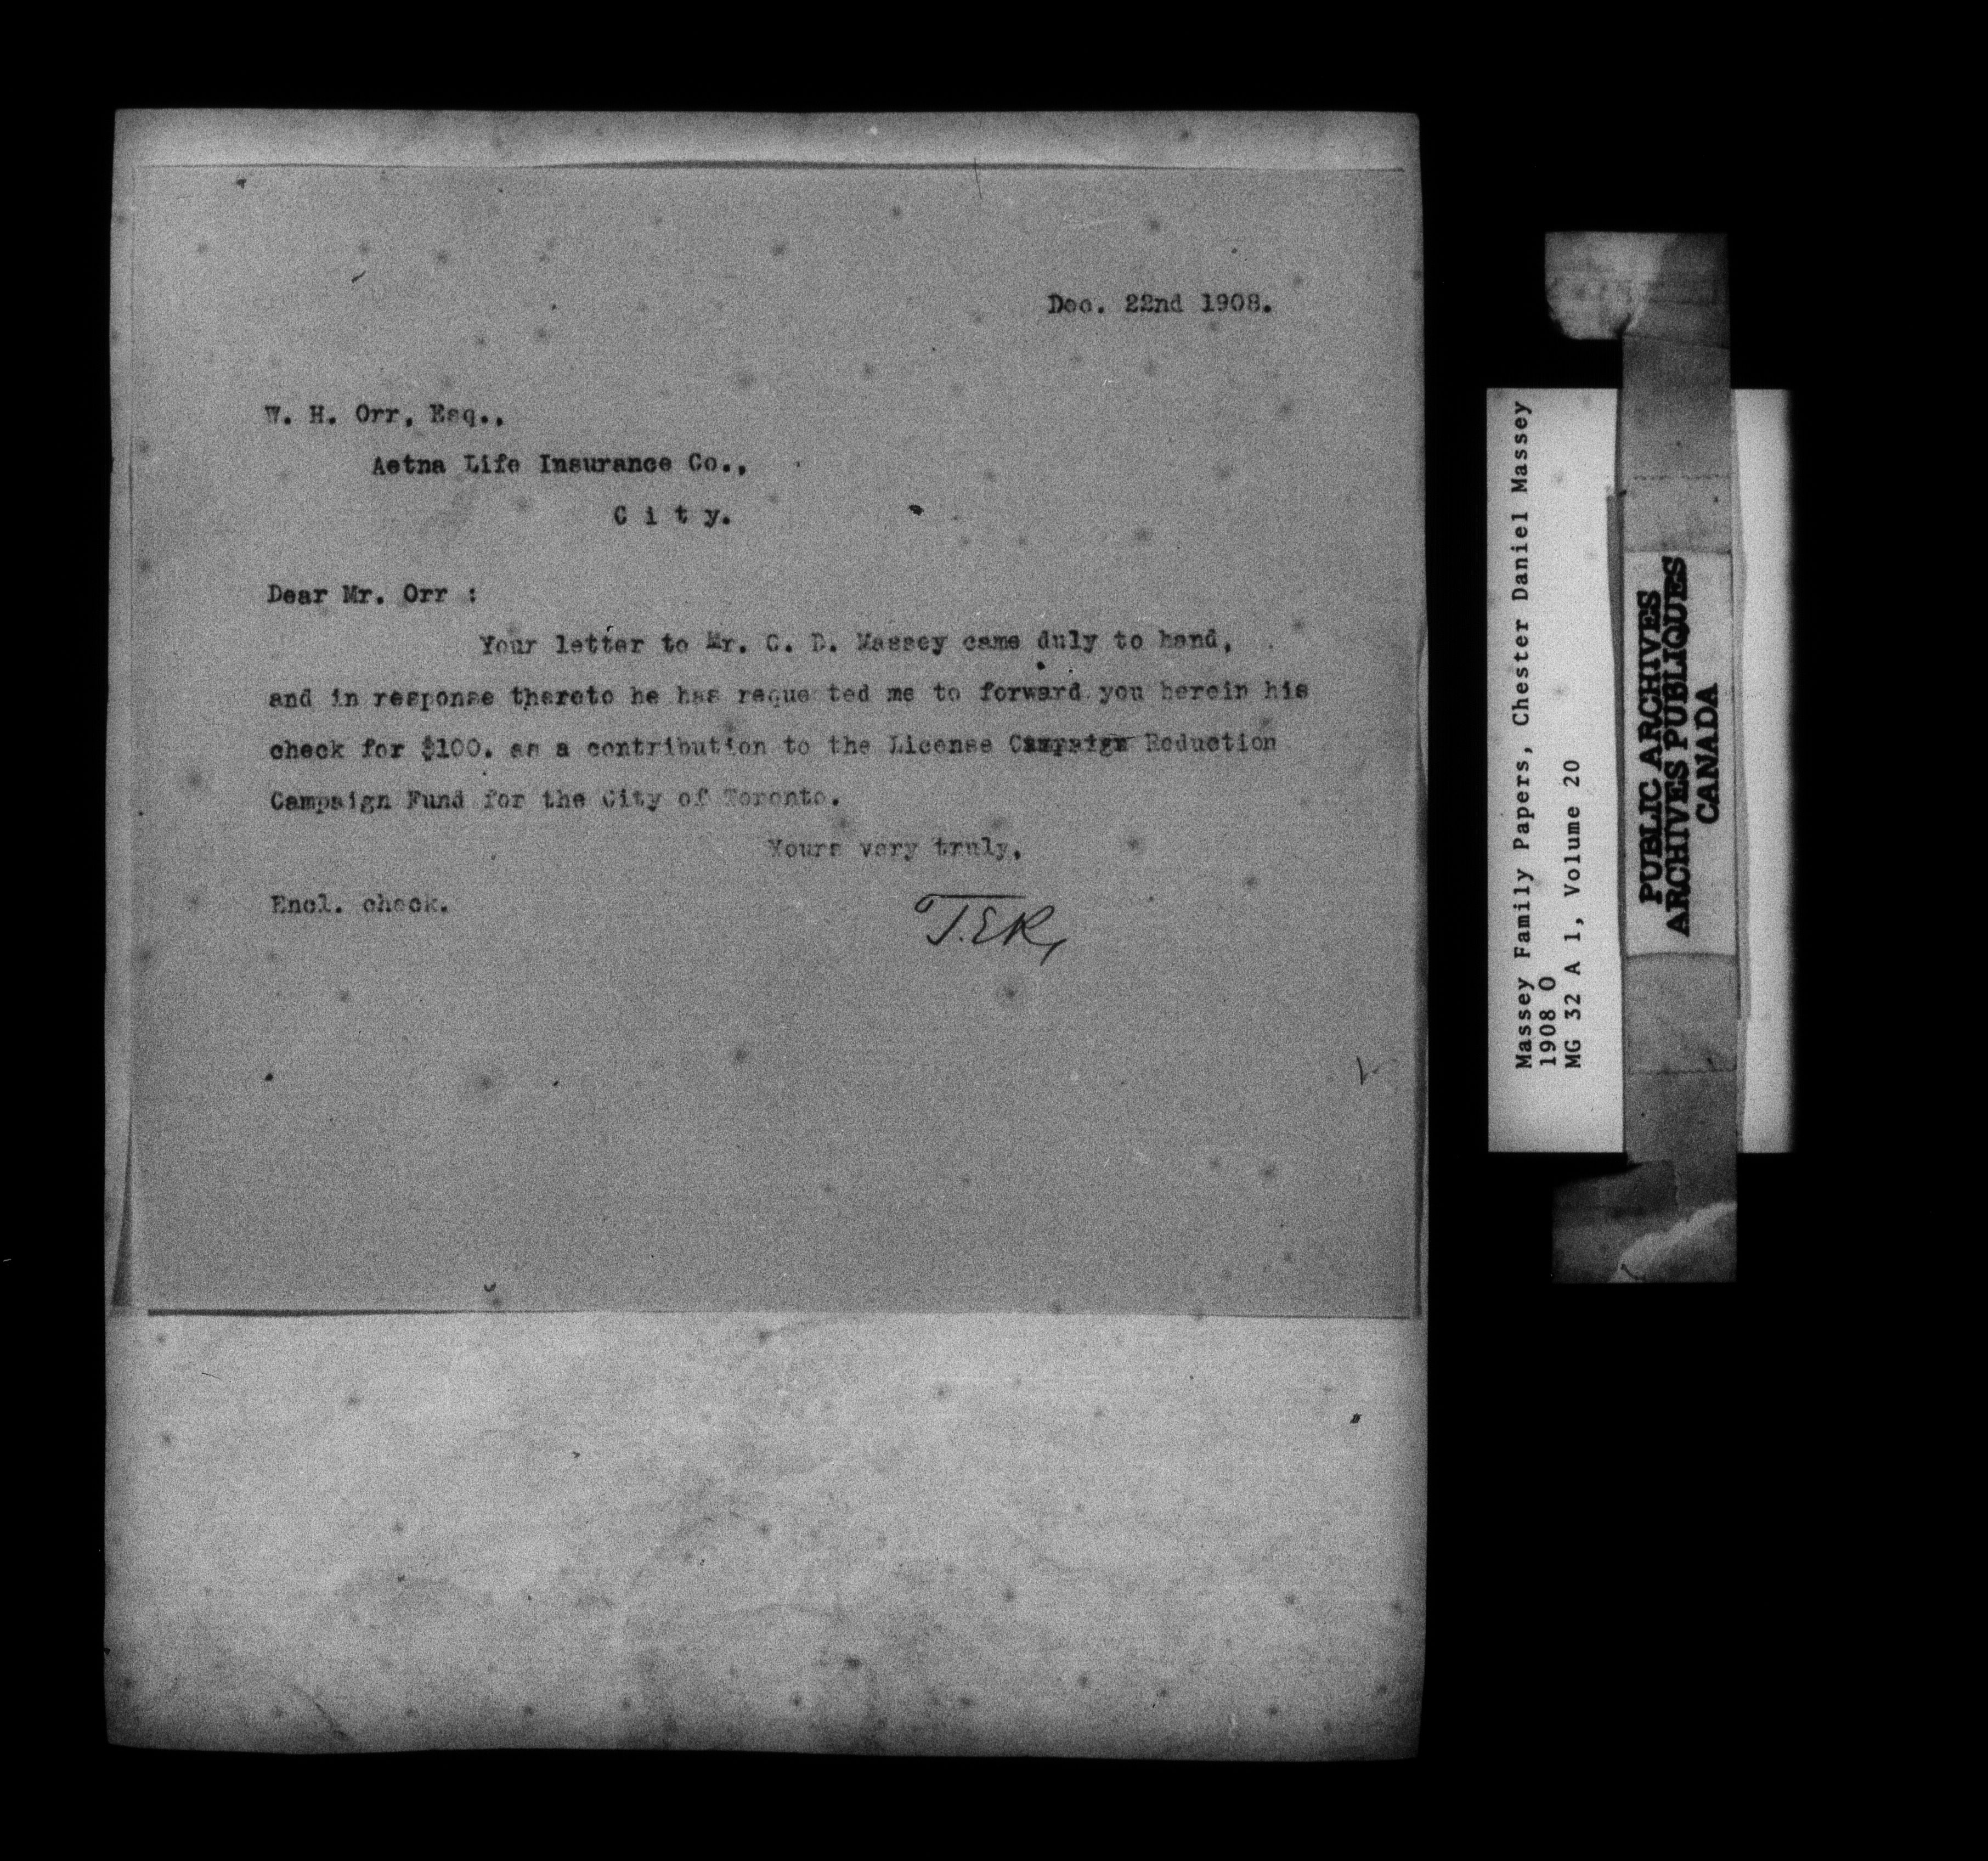 Dec. 22nd 1908.
W. H. Orr, Esq.,
Aetna Life Insurance Co.,
C i t y.
Dear Mr. Orr :
Your letter to Mr. C. D. Massey came duly to hand,
and in response thereto he has reque ted me to forward you herein his
check for $100. as a contribution to the License Campaign Reduction
Campaign Fund for the City of Toronto.
Yours very truly,
Encl. check.
T.E.R,
Massey Family Papers, Chester Daniel Massey
1908 O
MG 32 A 1, Volume 20
PUBLIC ARCHIVES
ARCHIVES PUBLIQUES
CANADA